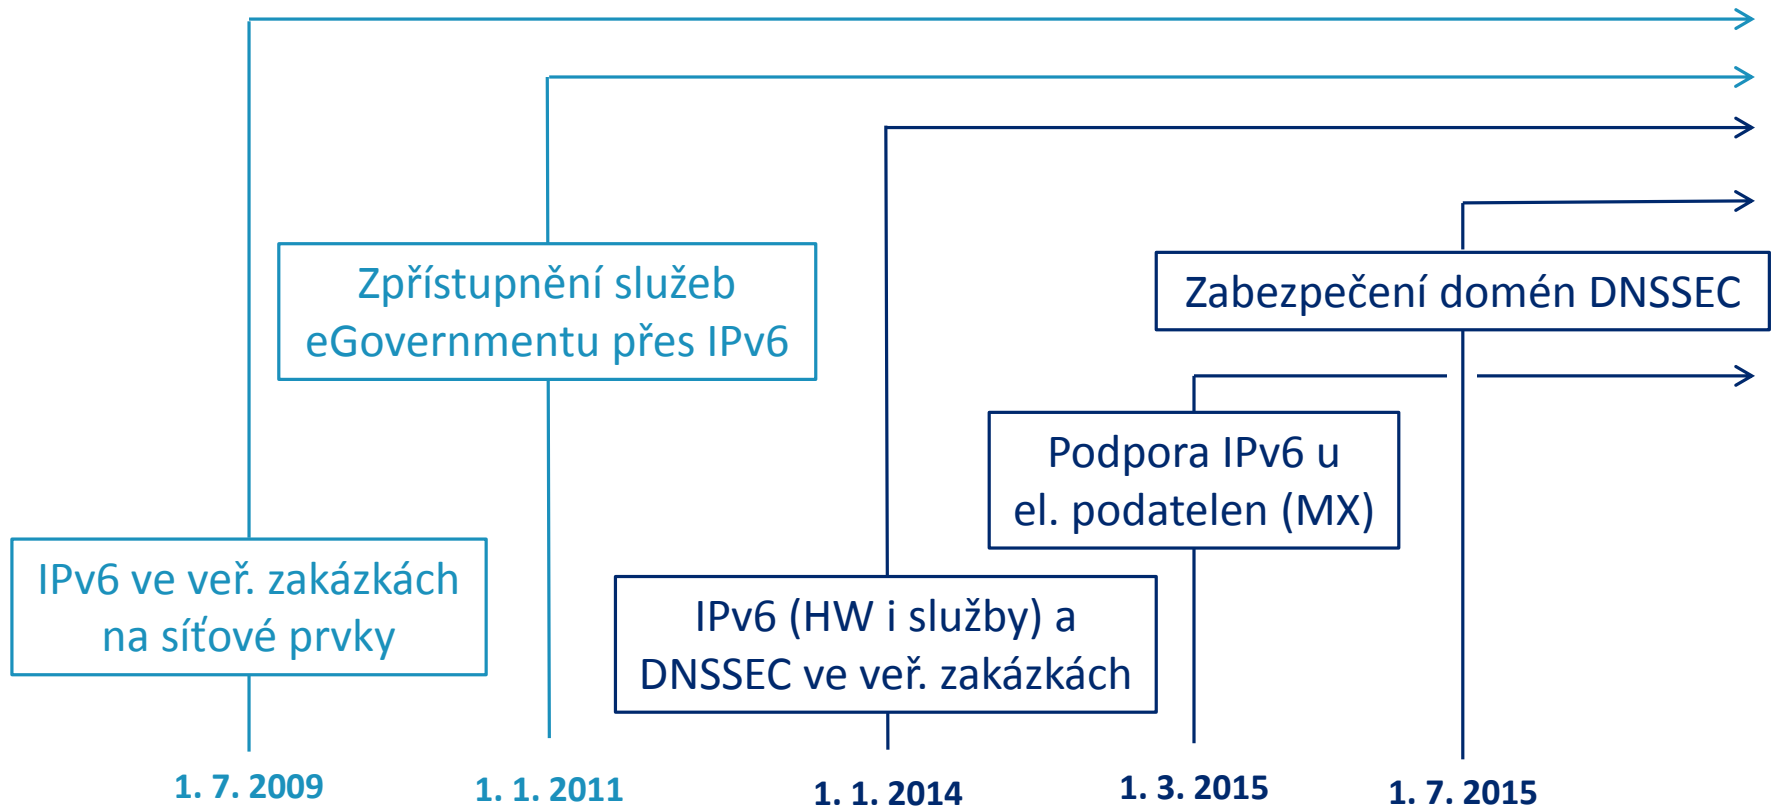 Zpřístupnění služeb
eGovernmentu přes IPv6
Zabezpečení domén DNSSEC
Podpora IPv6 u
el. podatelen (MX)
IPv6 ve veř. zakázkách
na síťové prvky
IPv6 (HW i služby) a
DNSSEC ve veř. zakázkách
1. 7. 2009
1. 1. 2011
1. 1. 2014
1. 3. 2015
1. 7. 2015